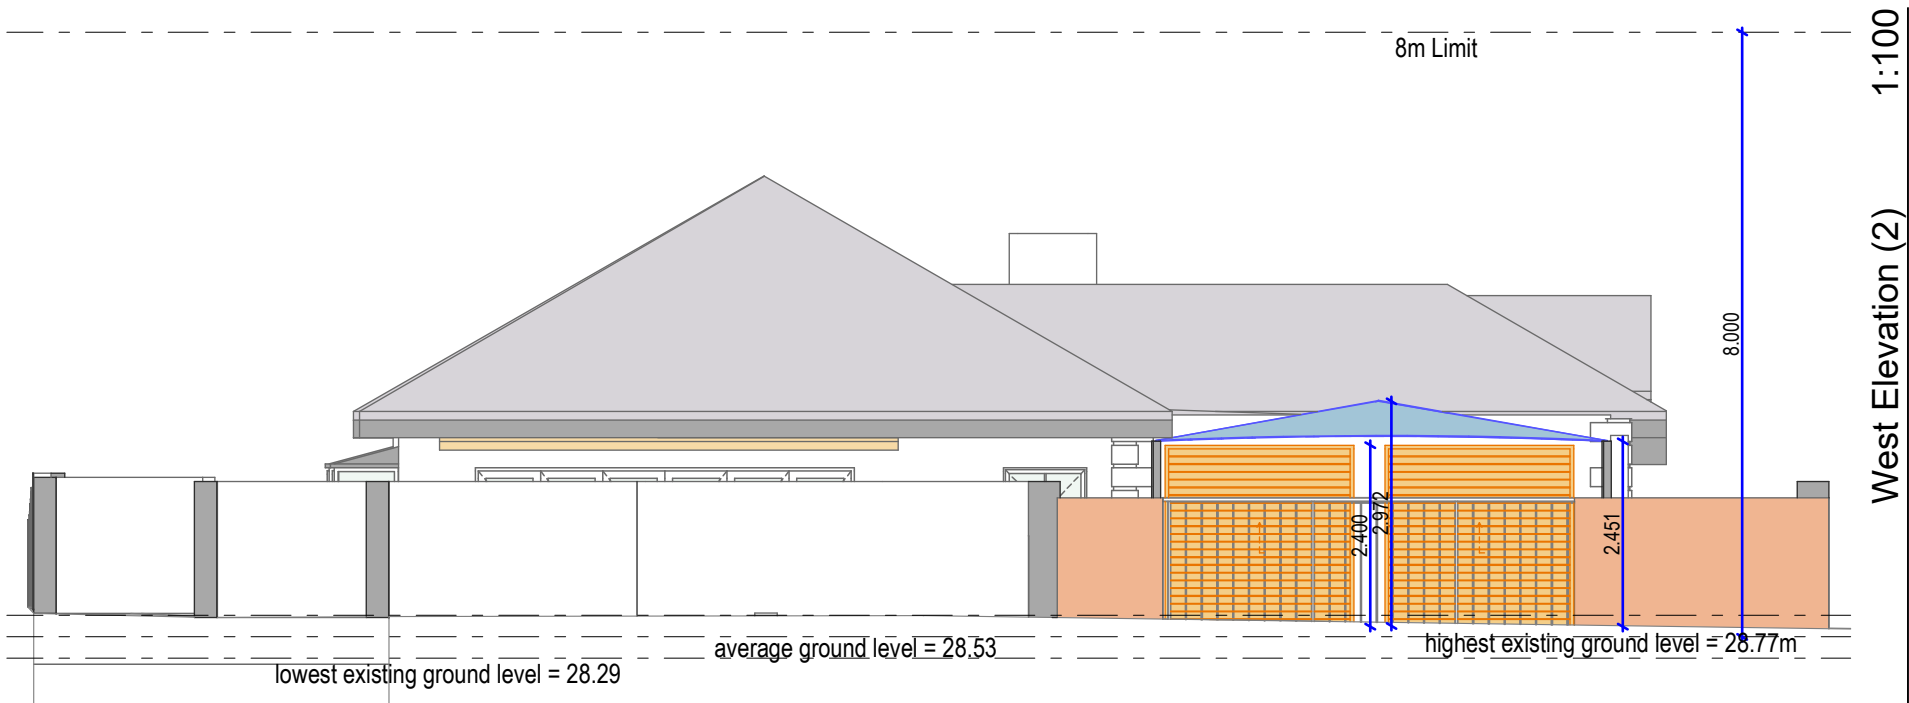 8m Limit
8.000
2.400
2.972
2.451
highest existing ground level = 28.77m
average ground level = 28.53
lowest existing ground level = 28.29
West Elevation (2) 1:100